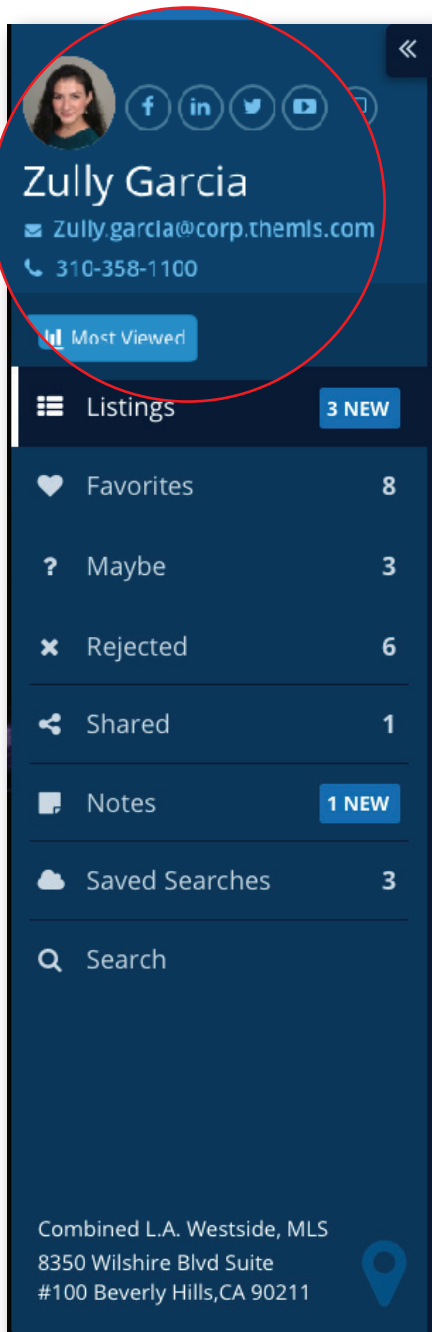 Zully Garcia
Zully.garcia@corp.themls.com
310-358-1100
Most Viewed
Listings 3 NEW
Favorites 8
? Maybe 3
Rejected 6
Shared 1
Notes 1 NEW
Saved Searches 3
Search
Combined L.A. Westside, MLS
8350 Wilshire Blvd Suite
#100 Beverly Hills,CA 90211